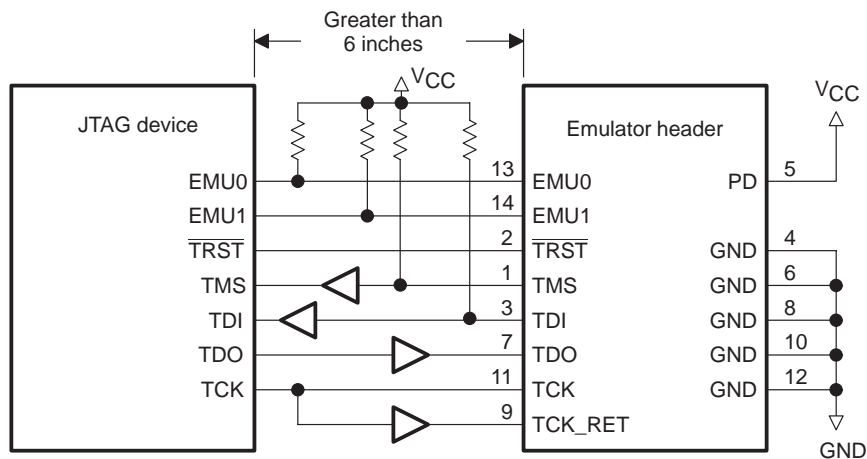 Greater than
6 inches
VCC
VCC
JTAG device
Emulator header
EMU0 13 EMU0 PD 5
EMU1 14 EMU1
TRST 2 TRST GND 4
TMS 1 TMS GND 6
TDI 3 TDI GND 8
TDO 7 TDO GND 10
TCK 11 TCK GND 12
9 TCK_RET
GND